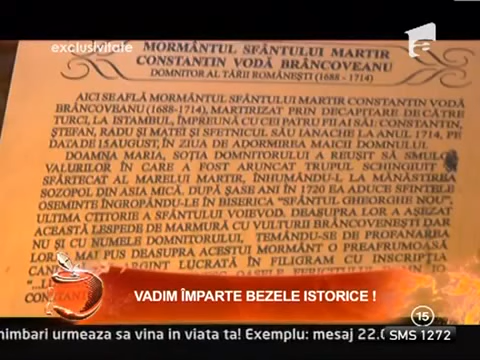 exclusivitate
MORMÂNTUL SFÂNTULUI MARTIR
CONSTANTIN VODĂ BRÂNCOVEANU
DOMNITOR AL ȚĂRII ROMÂNEȘTI (1688 - 1714)
AICI SE AFLĂ MORMÂNTUL SFÂNTULUI MARTIR CONSTANTIN VODĂ
BRÂNCOVEANU (1688-1714), MARTIRIZAT PRIN DECAPITARE DE CĂTRE
TURCI, LA ISTANBUL, ÎMPREUNĂ CU CEI PATRU FII AI SĂI: CONSTANTIN,
ȘTEFAN, RADU ȘI MATEI ȘI SFETNICUL SĂU IANACHE LA ANUL 1714, PE
DATA DE 15 AUGUST, ÎN ZIUA DE ADORMIREA MAICII DOMNULUI
DOAMNA MARIA, SOȚIA DOMNITORULUI A REUȘIT SĂ SMULG
VALURILOR ÎN CARE A FOST ARUNCAT TRUPUL SCHINGIUIT
SFÂRTECAT AL MARELUI MARTIR, ÎNHUMÂNDU-L LA MÂNĂSTIREA
SOZOPOL DIN ASIA MICĂ. DUPĂ ȘASE ANI ÎN 1720 EA ADUCE SFINTELE
OSEMINTE ÎNGROPÂNDU-LE ÎN BISERICA "SFÂNTUL GHEORGHE NOU",
ULTIMA CTITORIE A SFÂNTULUI VOIEVOD. DEASUPRA LOR A AȘEZAT
ACEASTĂ LESPEDE DE MARMURĂ CU VULTURII BRÂNCOVENEȘTI DAR
NU ȘI CU NUMELE DOMNITORULUI, TEMÂNDU-SE DE PROFANAREA
LOR. MAI PUS DEASUPRA ACESTUI MORMÂNT O PREAFRUMOASĂ
ARGINT LUCRATĂ ÎN FILIGRAM CU INSCRIPȚIA
OASELE FERICITULUI
VADIM ÎMPARTE BEZELE ISTORICE !
15
himbari urmeaza sa vina in viata ta! Exemplu: mesaj 22.0
SMS 1272